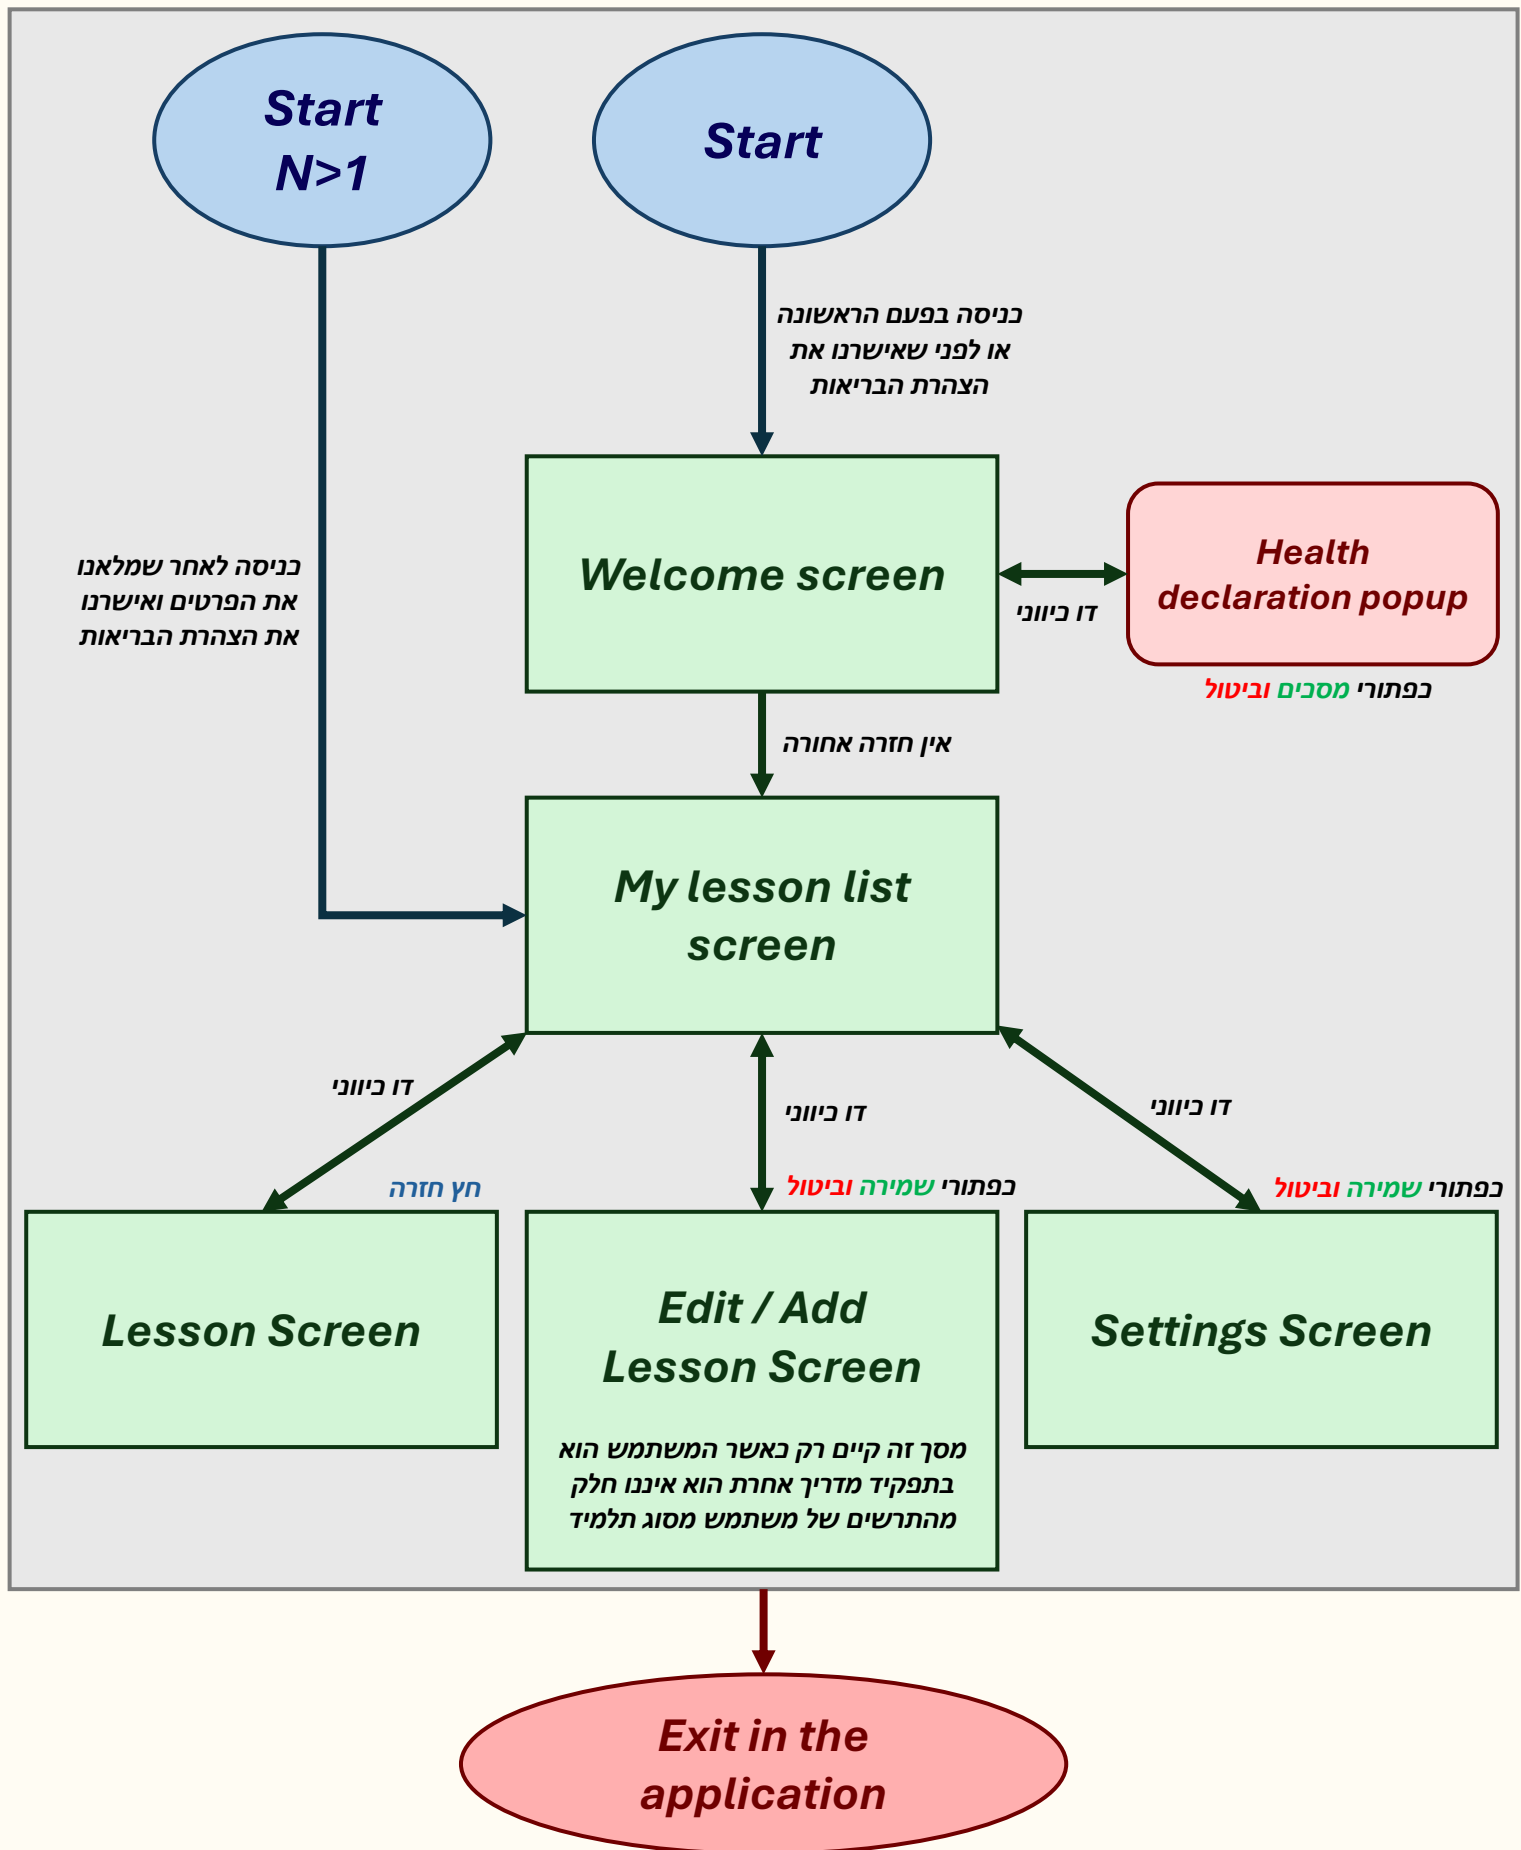 Start
N>1
Start
כניסה בפעם הראשונה
או לפני שאישרנו את
הצהרת הבריאות
כניסה לאחר שמלאנו
את הפרטים ואישרנו
את הצהרת הבריאות
Welcome screen
דו כיווני
Health
declaration popup
כפתורי מסכים וביטול
אין חזרה אחורה
My lesson list
screen
דו כיווני
דו כיווני
דו כיווני
חץ חזרה
כפתורי שמירה וביטול
כפתורי שמירה וביטול
Lesson Screen
Edit / Add
Lesson Screen
מסך זה קיים רק כאשר המשתמש הוא
בתפקיד מדריך אחרת הוא איננו חלק
מהתרשים של משתמש מסוג תלמיד
Settings Screen
Exit in the
application